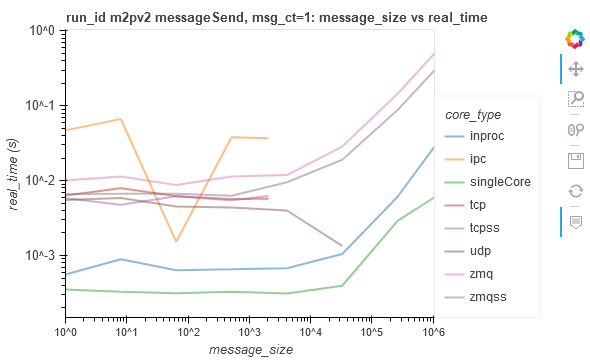 run_id m2pv2 messageSend, msg_ct=1: message_size vs real_time
10^0
10^-1
10^-2
10^-3
real_time (s)
10^0 10^1 10^2 10^3 10^4 10^5 10^6
message_size
core_type
inproc
ipc
singleCore
tcp
tcpss
udp
zmq
zmqss